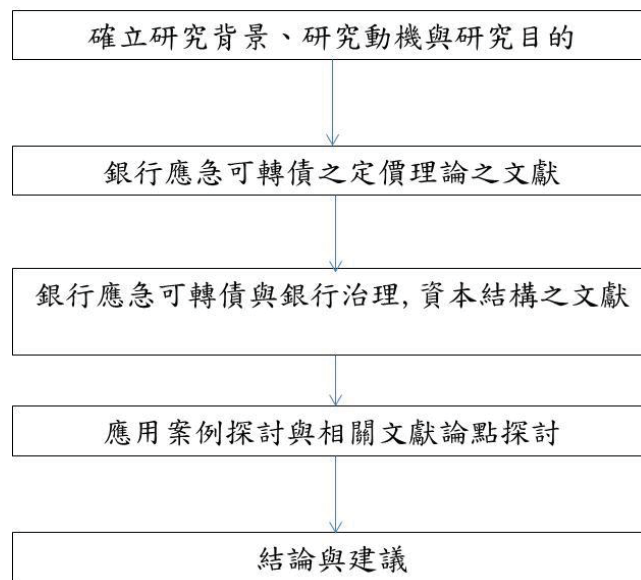 確立研究背景、研究動機與研究目的
銀行應急可轉債之定價理論之文獻
銀行應急可轉債與銀行治理, 資本結構之文獻
應用案例探討與相關文獻論點探討
結論與建議